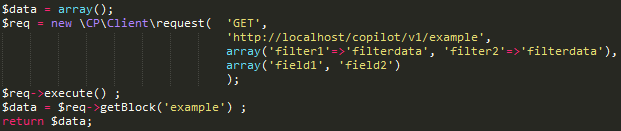 $data = array();
$req = new \CP\Client\request(  'GET',
'http://localhost/copilot/v1/example',
array('filter1'=>'filterdata', 'filter2'=>'filterdata'),
array('field1', 'field2')
);
$req->execute() ;
$data = $req->getBlock('example') ;
return $data;